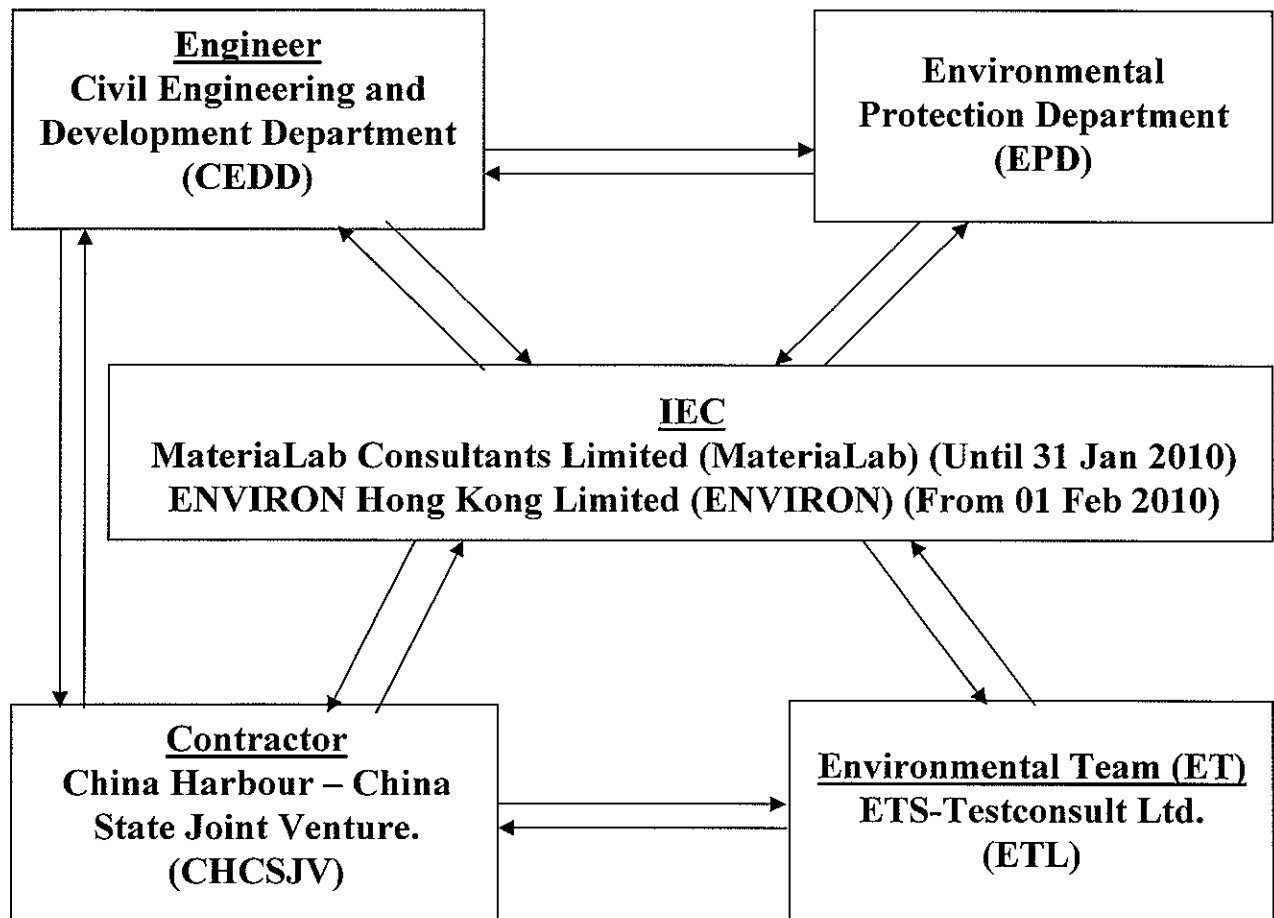 Engineer
Civil Engineering and
Development Department
(CEDD)
Environmental
Protection Department
(EPD)
IEC
MateriaLab Consultants Limited (MateriaLab) (Until 31 Jan 2010)
ENVIRON Hong Kong Limited (ENVIRON) (From 01 Feb 2010)
Contractor
China Harbour – China
State Joint Venture.
(CHCSJV)
Environmental Team (ET)
ETS-Testconsult Ltd.
(ETL)